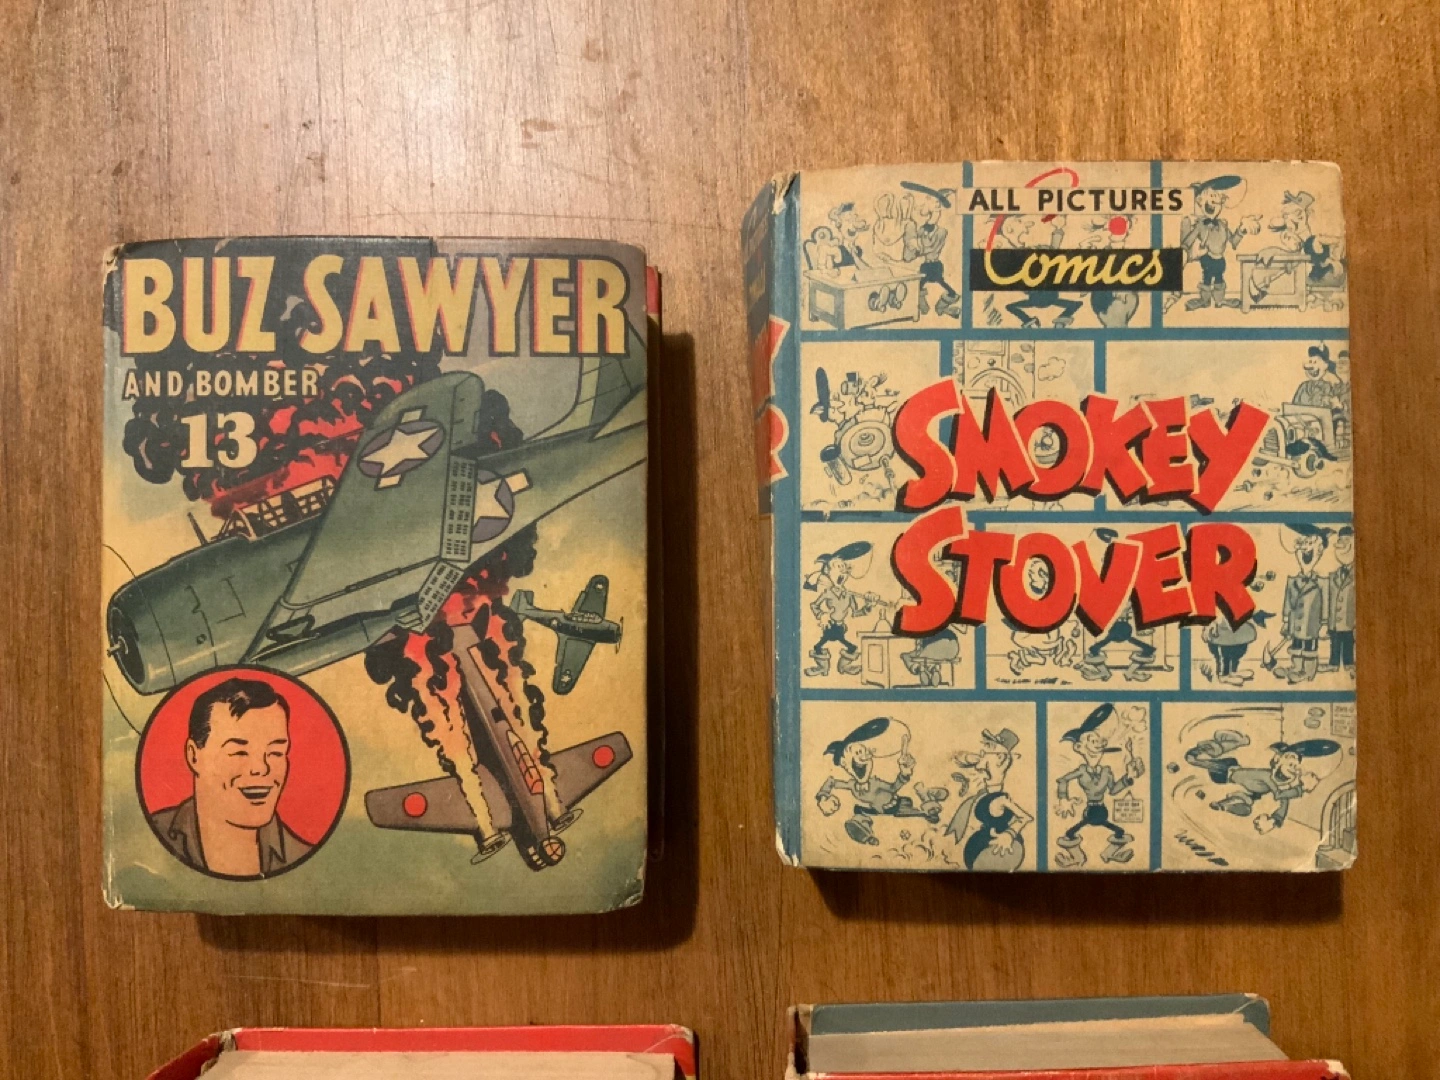 BUZ SAWYER
AND BOMBER
13
ALL PICTURES
Comics
SMOKEY
STOVER